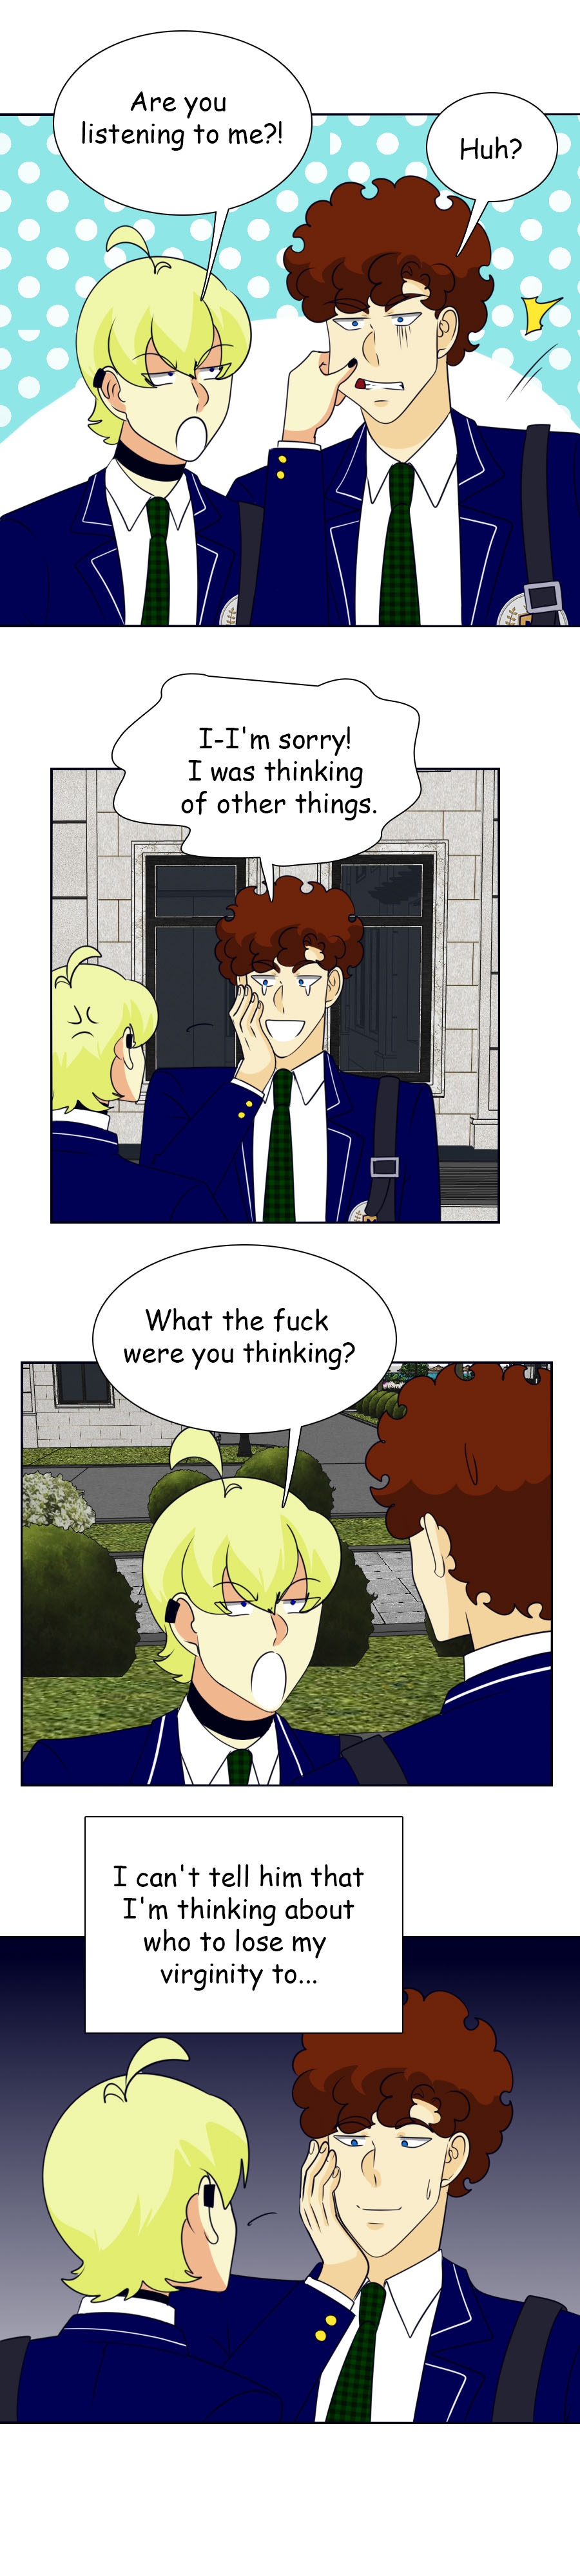 Are you
listening to me?!
Huh?
I-I'm sorry!
I was thinking
of other things.
What the fuck
were you thinking?
I can't tell him that
I'm thinking about
who to lose my
virginity to...